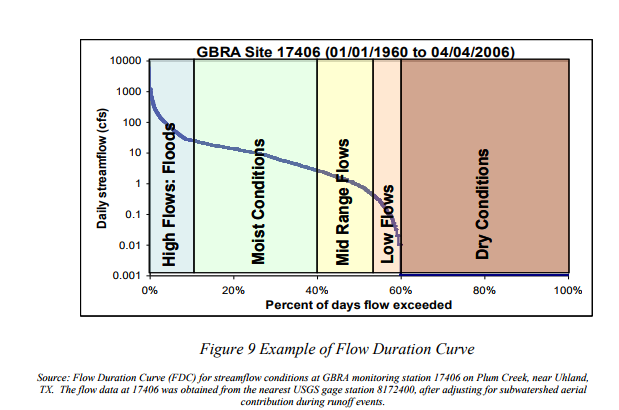 GBRA Site 17406 (01/01/1960 to 04/04/2006)
Daily streamflow (cfs)
10000
1000
100
10
1
0.1
0.01
0.001
High Flows: Floods
Moist Conditions
Mid Range Flows
Low Flows
Dry Conditions
0%
20%
40%
60%
80%
100%
Percent of days flow exceeded
Figure 9 Example of Flow Duration Curve
Source: Flow Duration Curve (FDC) for streamflow conditions at GBRA monitoring station 17406 on Plum Creek, near Uhland,
TX. The flow data at 17406 was obtained from the nearest USGS gage station 8172400, after adjusting for subwatershed aerial
contribution during runoff events.